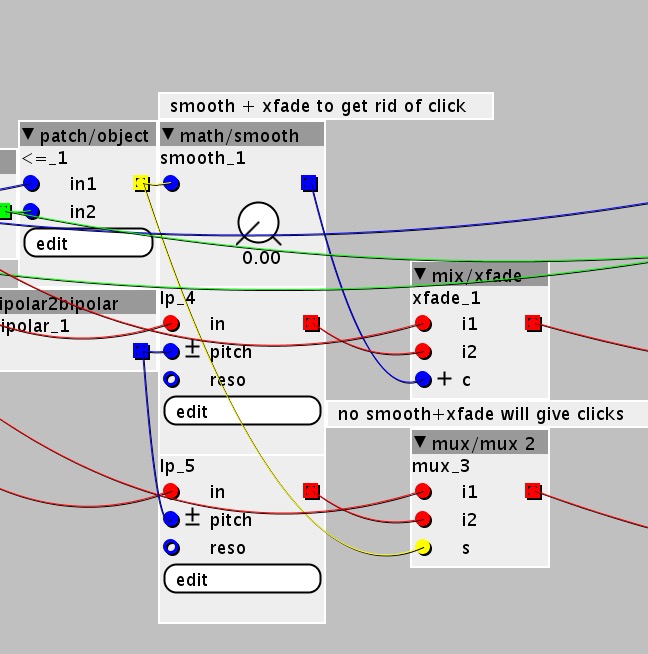 smooth + xfade to get rid of click
▼ patch/object
<=_1
in1
in2
edit
▼ math/smooth
smooth_1
0.00
ipolar2bipolar
ipolar_1
lp_4
in
± pitch
reso
edit
▼ mix/xfade
xfade_1
i1
i2
+ c
no smooth+xfade will give clicks
lp_5
in
± pitch
reso
edit
▼ mux/mux 2
mux_3
i1
i2
s